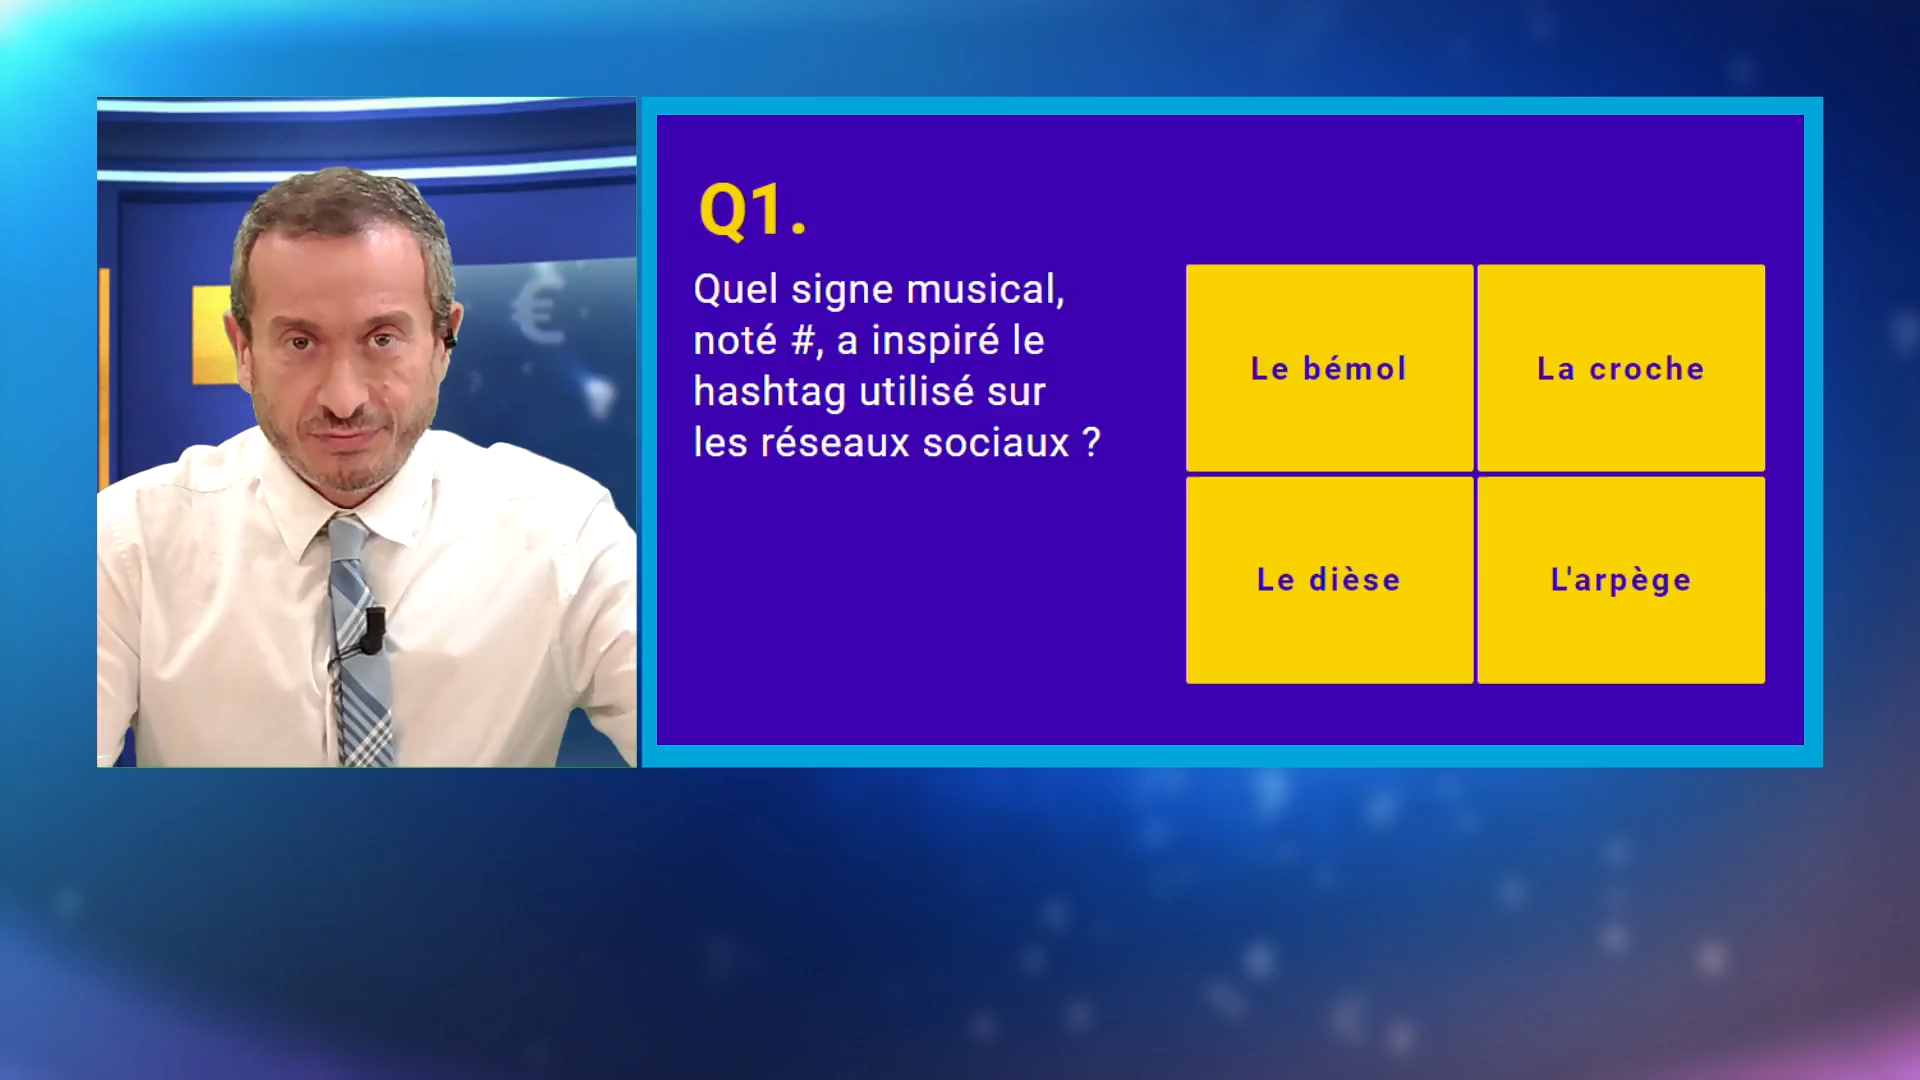 Q1.
Quel signe musical,
noté #, a inspiré le
hashtag utilisé sur
les réseaux sociaux ?
Le bémol
La croche
Le dièse
L'arpège